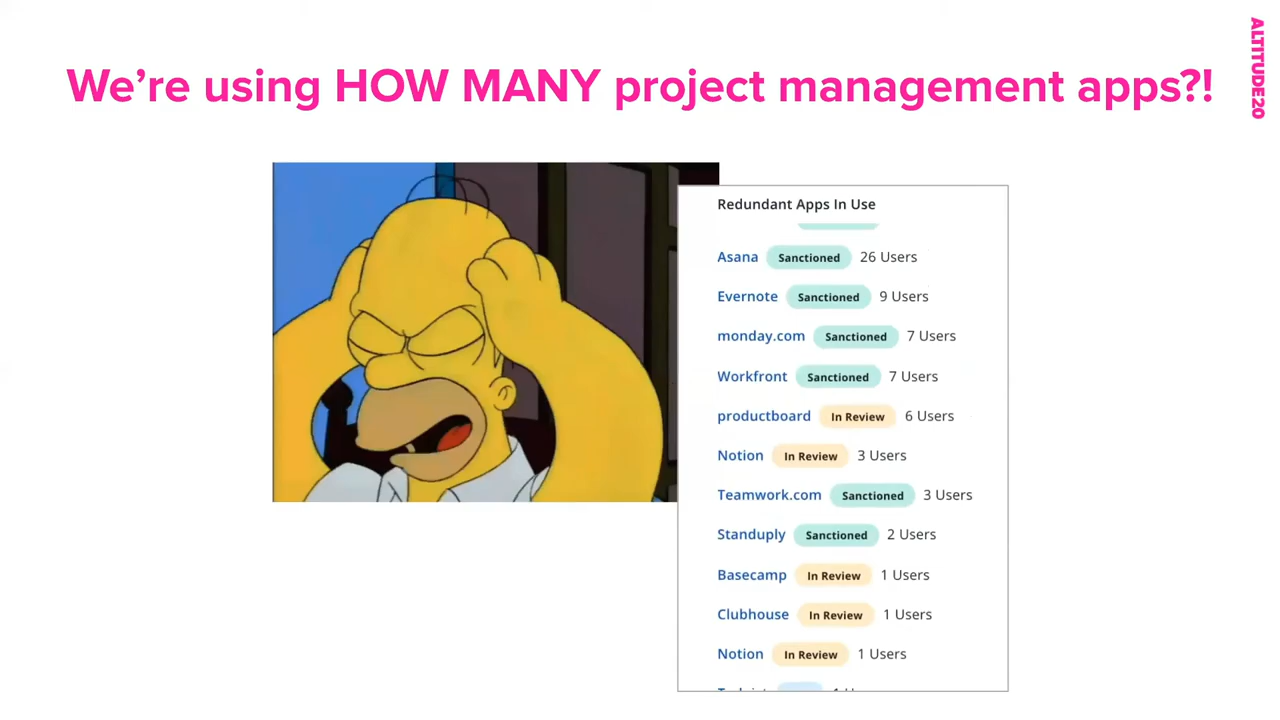 We're using HOW MANY project management apps?!
ALTITUDE20
Redundant Apps In Use
Asana Sanctioned 26 Users
Evernote Sanctioned 9 Users
monday.com Sanctioned 7 Users
Workfront Sanctioned 7 Users
productboard In Review 6 Users
Notion In Review 3 Users
Teamwork.com Sanctioned 3 Users
Standuply Sanctioned 2 Users
Basecamp In Review 1 Users
Clubhouse In Review 1 Users
Notion In Review 1 Users